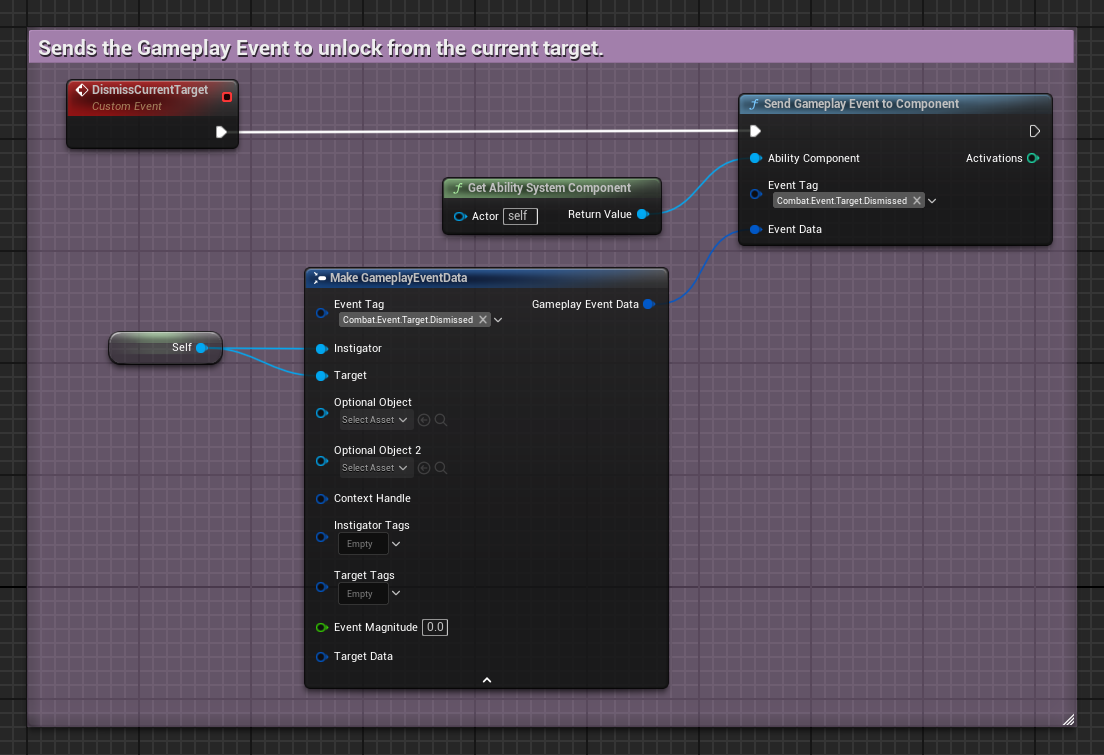 Sends the Gameplay Event to unlock from the current target.
DismissCurrentTarget
Custom Event
Send Gameplay Event to Component
Ability Component
Activations
Event Tag
Combat.Event.Target.Dismissed
Event Data
Get Ability System Component
Actor self
Return Value
Make GameplayEventData
Event Tag
Combat.Event.Target.Dismissed
Gameplay Event Data
Self
Instigator
Target
Optional Object
Select Asset
Optional Object 2
Select Asset
Context Handle
Instigator Tags
Empty
Target Tags
Empty
Event Magnitude 0.0
Target Data